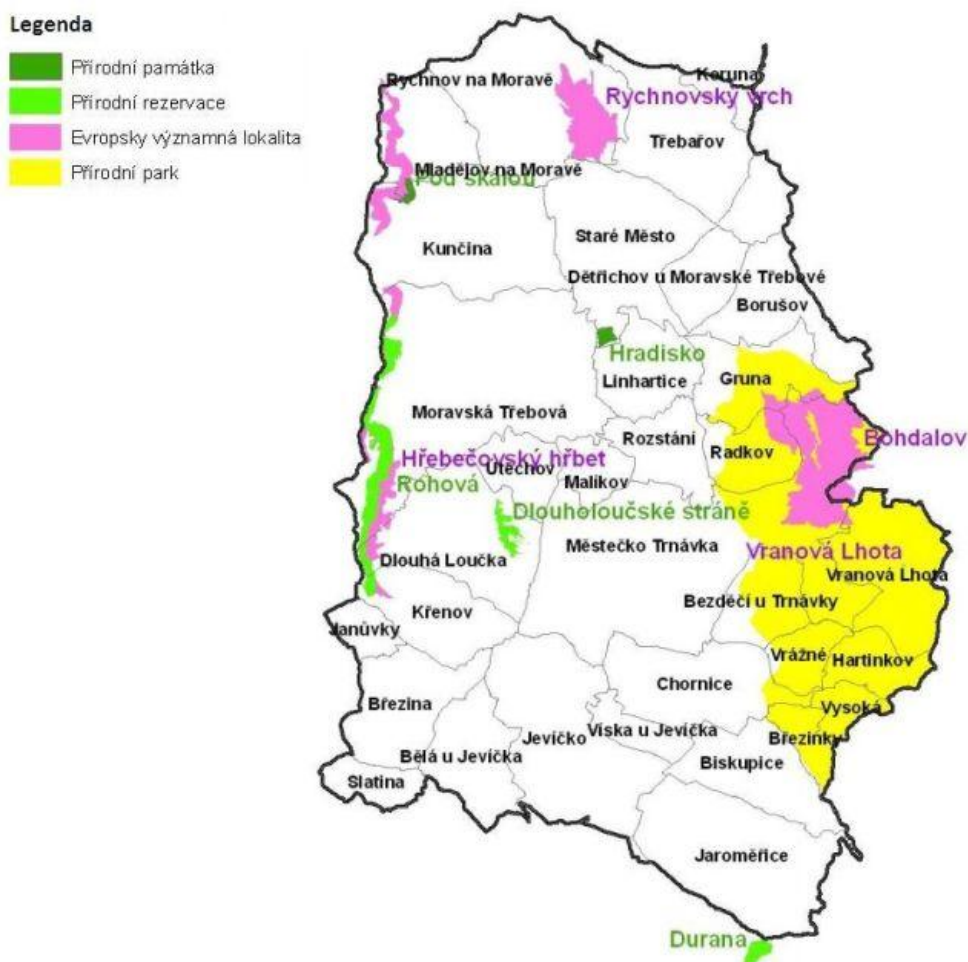 Legenda
Přírodní památka
Přírodní rezervace
Evropsky významná lokalita
Přírodní park
Koruna
Rychnov na Moravě
Rychnovský vrch
Třebařov
Mladějov na Moravě
Pod skalou
Staré Město
Kunčina
Dětřichov u Moravské Třebové
Borušov
Hradisko
Linhartice
Gruna
Moravská Třebová
Rozstání
Bohdalov
Radkov
Hřebečovský hřbet
Útěchov
Rohová
Malíkov
Dlouholoučské stráně
Městečko Trnávka
Vranová Lhota
Dlouhá Loučka
Vranová Lhota
Bezděčí u Trnávky
Křenov
Janůvky
Vrážné
Hartinkov
Chornice
Březina
Vysoká
Víska u Jevíčka
Jevíčko
Březinky
Bělá u Jevíčka
Biskupice
Slatina
Jaroměřice
Durana